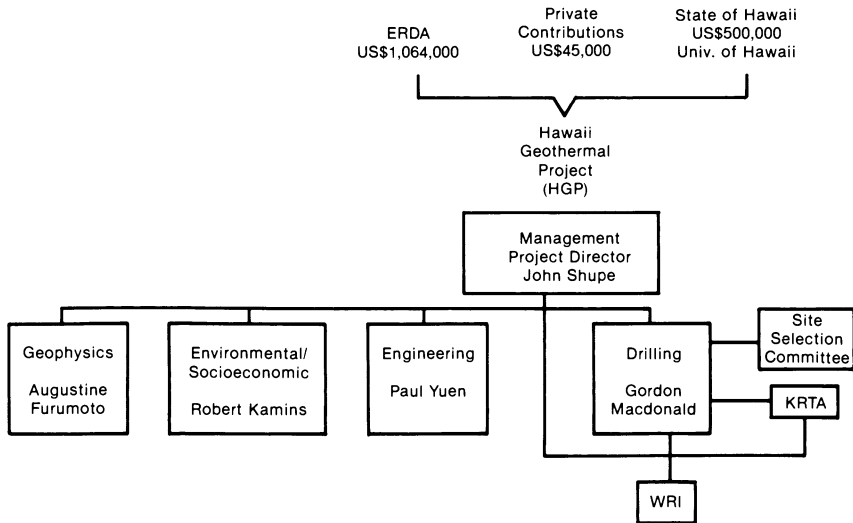 ERDA
US$1,064,000
Private
Contributions
US$45,000
State of Hawaii
US$500,000
Univ. of Hawaii
Hawaii
Geothermal
Project
(HGP)
Management
Project Director
John Shupe
Geophysics
Augustine
Furumoto
Environmental/
Socioeconomic
Robert Kamins
Engineering
Paul Yuen
Drilling
Gordon
Macdonald
Site
Selection
Committee
KRTA
WRI